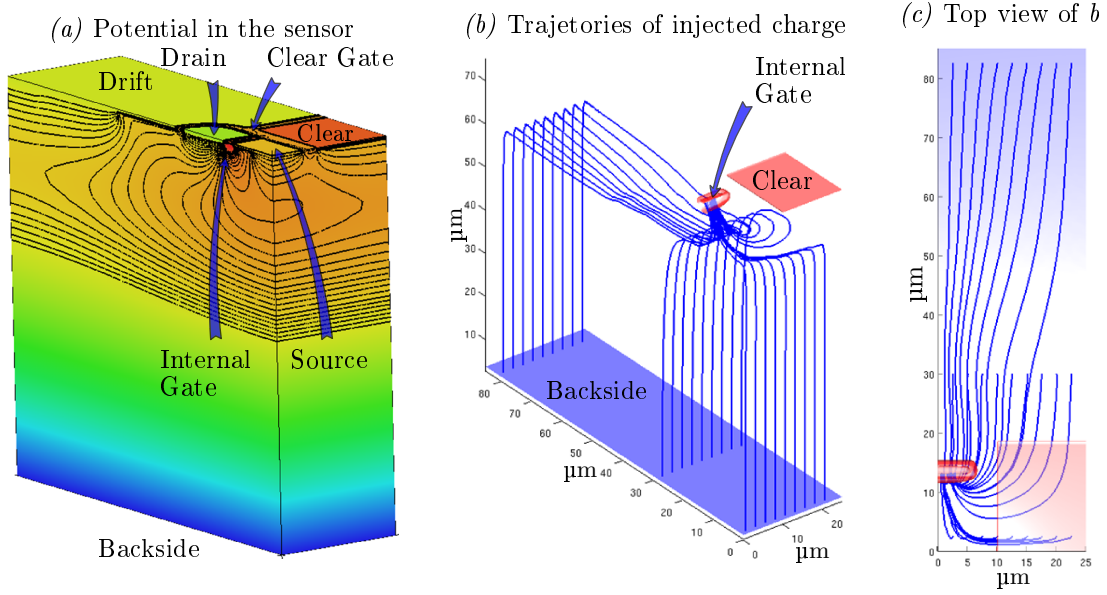 (a) Potential in the sensor
Drain
Clear Gate
Drift
Clear
Internal
Gate
Source
Backside
(b) Trajetories of injected charge
Internal
Gate
70
60
50
40
30
20
10
µm
Clear
Backside
80
70
60
50
40
30
20
10
0
µm
0
10
20
µm
(c) Top view of b
80
70
60
50
40
30
20
10
0
µm
0
5
10
15
20
25
µm